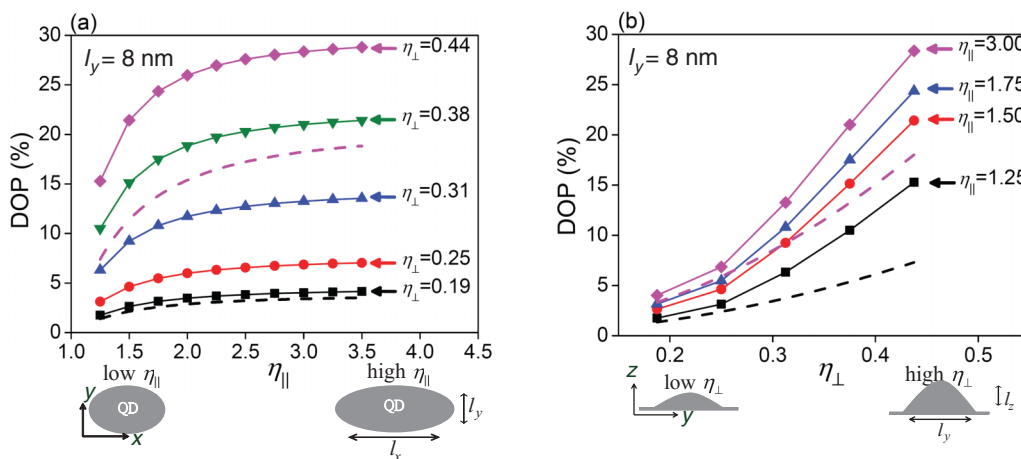 (a)
l_y = 8 nm
DOP (%)
30
25
20
15
10
5
0
η⊥=0.44
η⊥=0.38
η⊥=0.31
η⊥=0.25
η⊥=0.19
1.0 1.5 2.0 2.5 3.0 3.5 4.0 4.5
η||
low η||
high η||
y
QD
x
QD
l_y
l_x
(b)
l_y = 8 nm
DOP (%)
30
25
20
15
10
5
0
η||=3.00
η||=1.75
η||=1.50
η||=1.25
0.2 0.3 0.4 0.5
η⊥
z
low η⊥
y
high η⊥
l_z
l_y